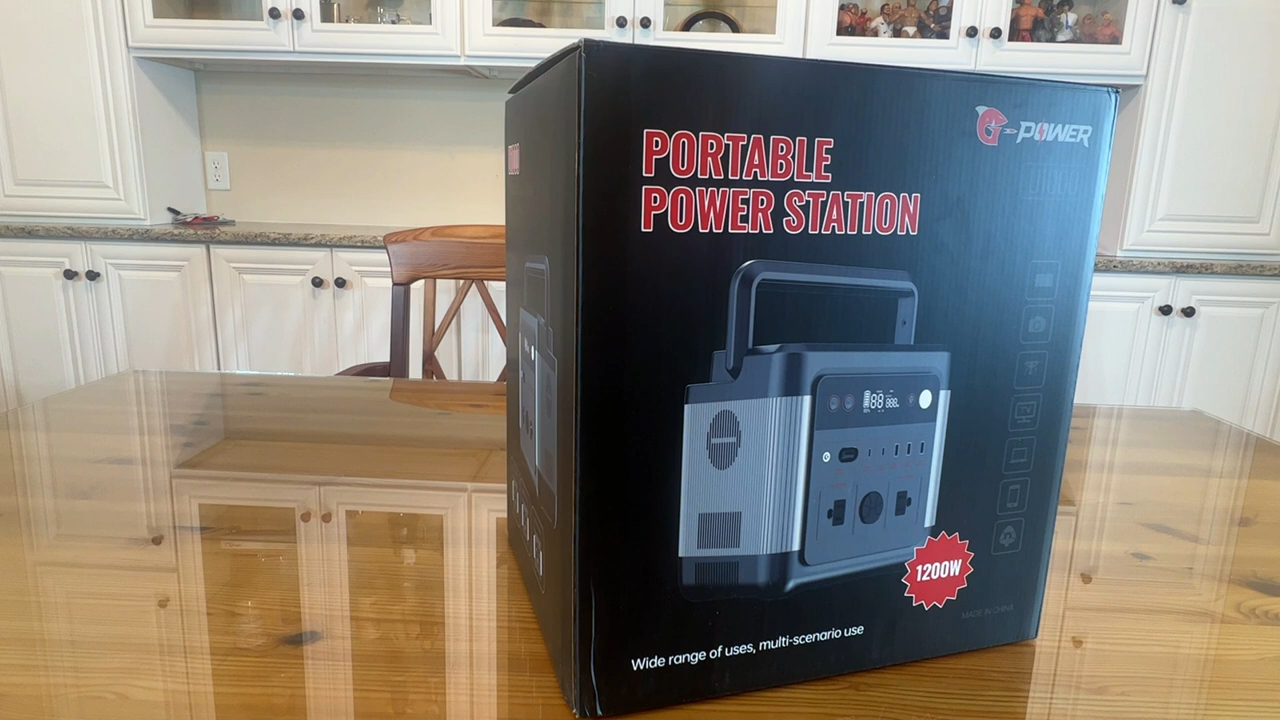 G-POWER
PORTABLE
POWER STATION
1200W
MADE IN CHINA
Wide range of uses, multi-scenario use